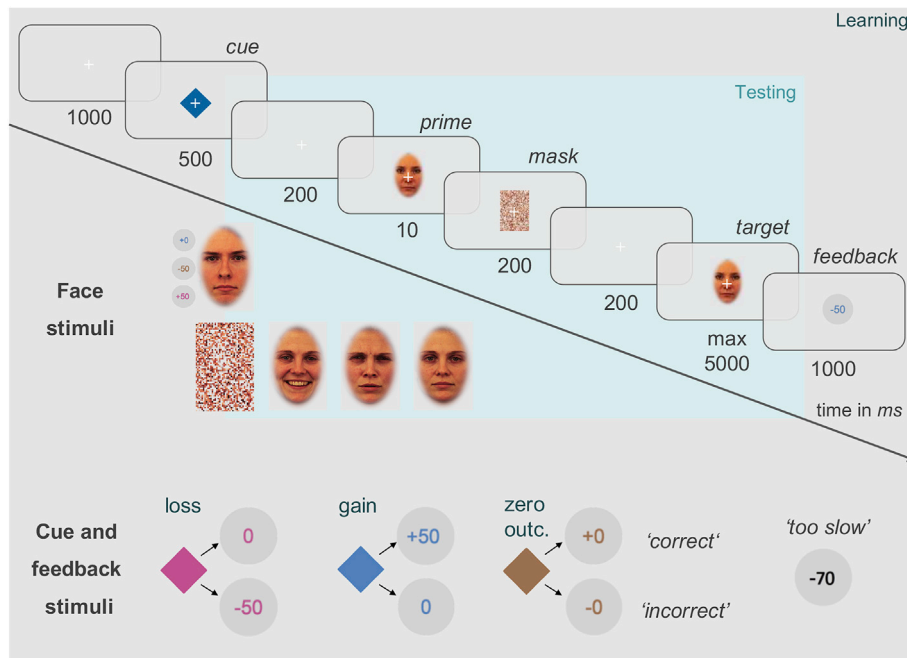 Learning
cue
1000
Testing
500
prime
200
mask
10
target
200
feedback
200
-50
max
5000
1000
time in ms
Face
stimuli
+0
-50
+50
Cue and
feedback
stimuli
loss
0
-50
gain
+50
0
zero
outc.
+0
-0
‘correct‘
‘incorrect’
‘too slow’
-70